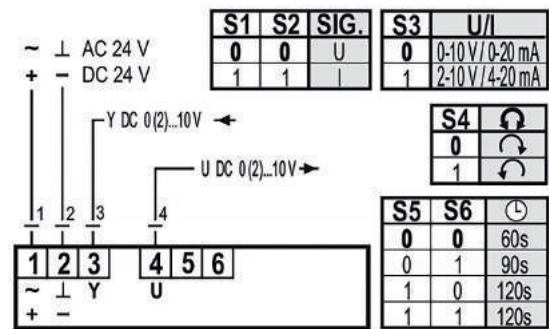 ~ ⊥ AC 24 V
+ − DC 24 V
Y DC 0(2)...10V
U DC 0(2)...10V
1 2 3 4
1 2 3 4 5 6
~ ⊥ Y U
+ −
S1 S2 SIG.
0 0 U
1 1 I
S3 U/I
0 0-10 V / 0-20 mA
1 2-10 V / 4-20 mA
S4
0
1
S5 S6
0 0 60s
0 1 90s
1 0 120s
1 1 120s